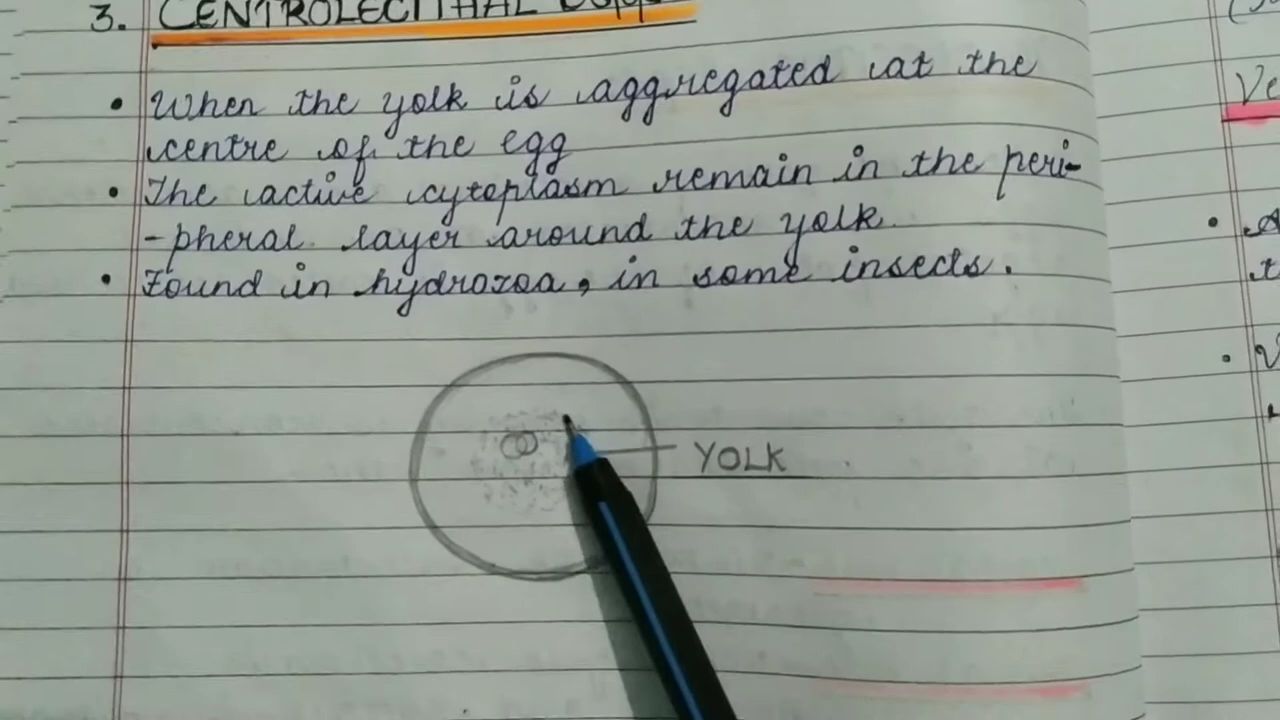 3. CENTROLECITHAL
• When the yolk is aggregated at the
centre of the egg
• The active cytoplasm remain in the peri-
-pheral layer around the yolk.
• Found in hydrozoa, in some insects.
YOLK